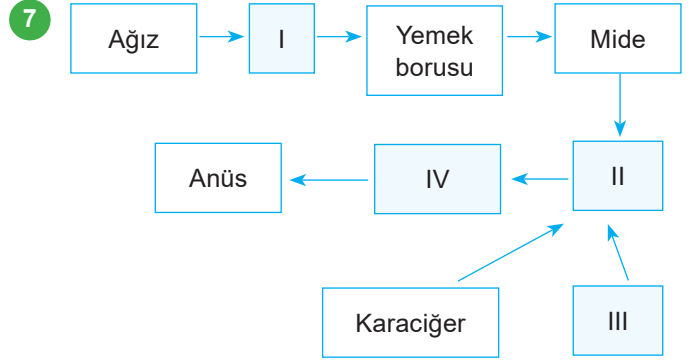 7
Ağız
I
Yemek
borusu
Mide
Anüs
IV
II
Karaciğer
III